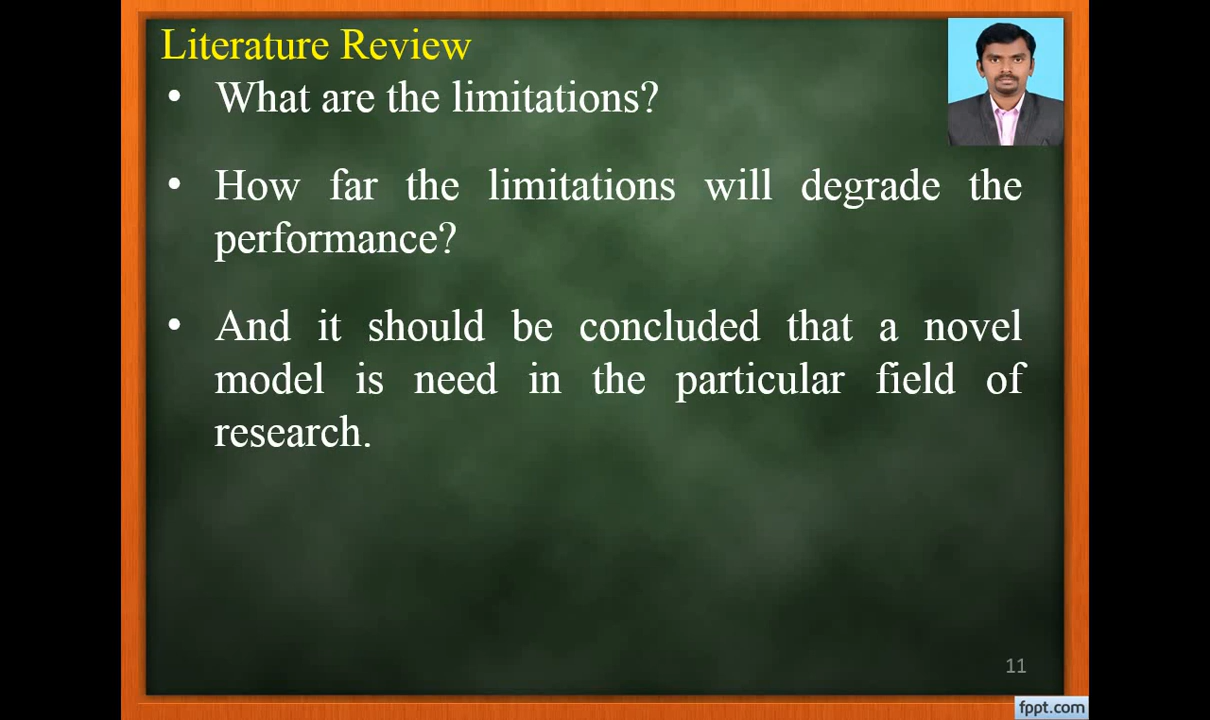 Literature Review
• What are the limitations?
• How far the limitations will degrade the
performance?
• And it should be concluded that a novel
model is need in the particular field of
research.
11
fppt.com